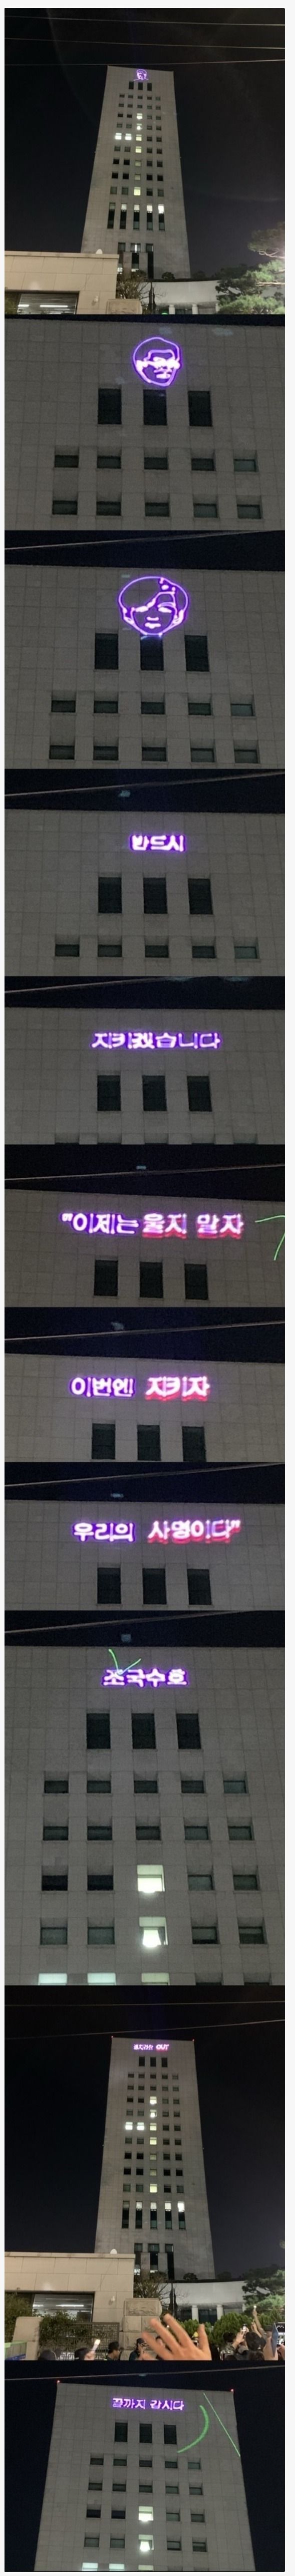 반드시
지키겠습니다
"이제는 울지 말자
이번엔 지키자
우리의 사명이다"
조국수호
OUT
끝까지 갑시다